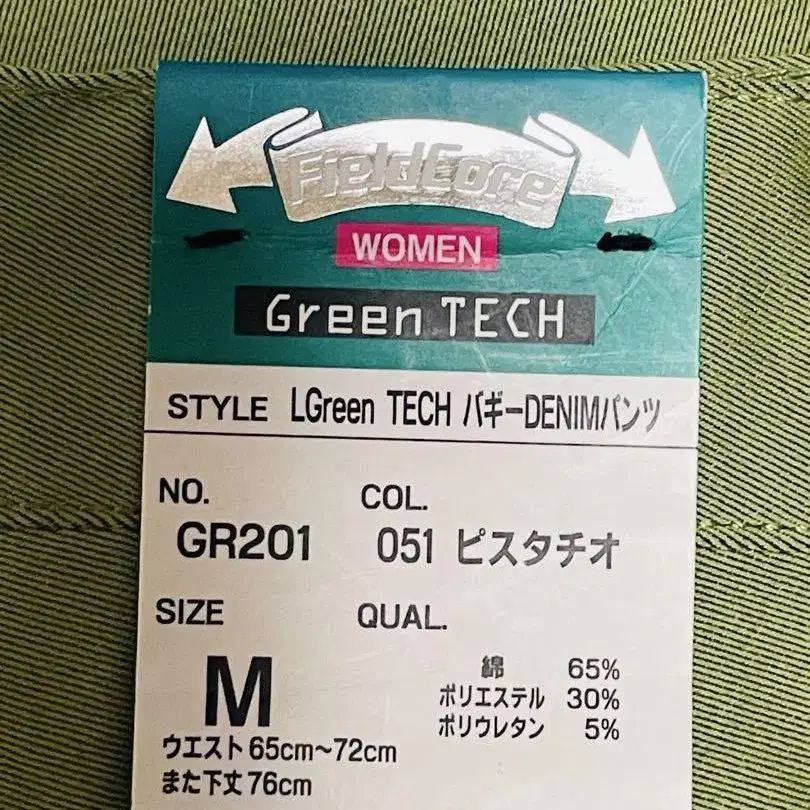 FieldCore
WOMEN
Green TECH
STYLE LGreen TECH バギーDENIMパンツ
NO. COL.
GR201 051 ピスタチオ
SIZE QUAL.
M
綿 65%
ポリエステル 30%
ポリウレタン 5%
ウエスト65cm～72cm
また下丈76cm